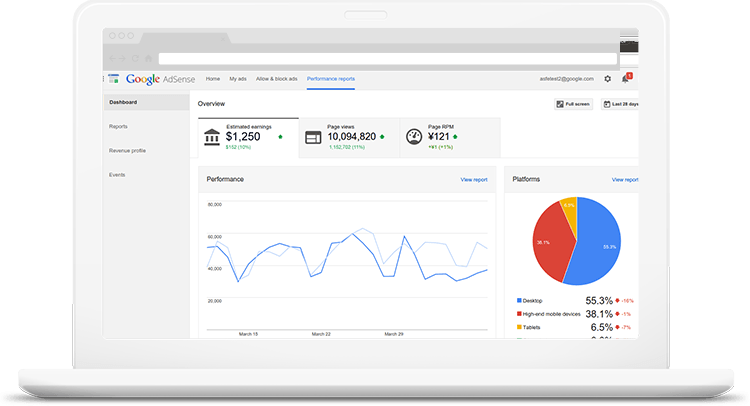 Google AdSense
Home
My ads
Allow & block ads
Performance reports
asfetest2@google.com
1
Dashboard
Reports
Revenue profile
Events
Overview
Full screen
Last 28 days
Estimated earnings
$1,250
$152 (10%)
Page views
10,094,820
1,152,702 (11%)
Page RPM
¥121
+¥1 (+1%)
Performance
View report
80,000
60,000
40,000
20,000
March 15
March 22
March 29
Platforms
View report
55.3%
38.1%
Desktop 55.3% -16%
High-end mobile devices 38.1% -1%
Tablets 6.5% -7%